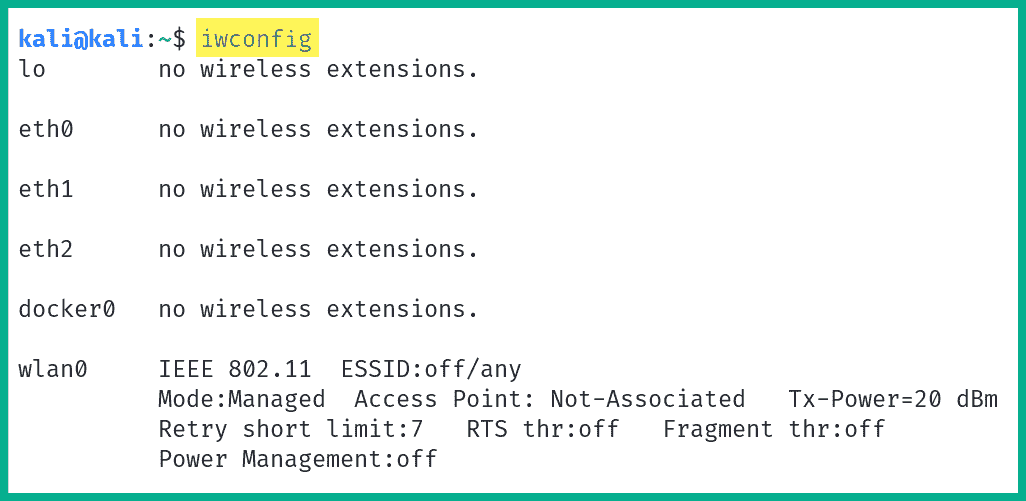 kali@kali:~$ iwconfig
lo        no wireless extensions.
eth0      no wireless extensions.
eth1      no wireless extensions.
eth2      no wireless extensions.
docker0   no wireless extensions.
wlan0     IEEE 802.11  ESSID:off/any
          Mode:Managed  Access Point: Not-Associated   Tx-Power=20 dBm
          Retry short limit:7   RTS thr:off   Fragment thr:off
          Power Management:off